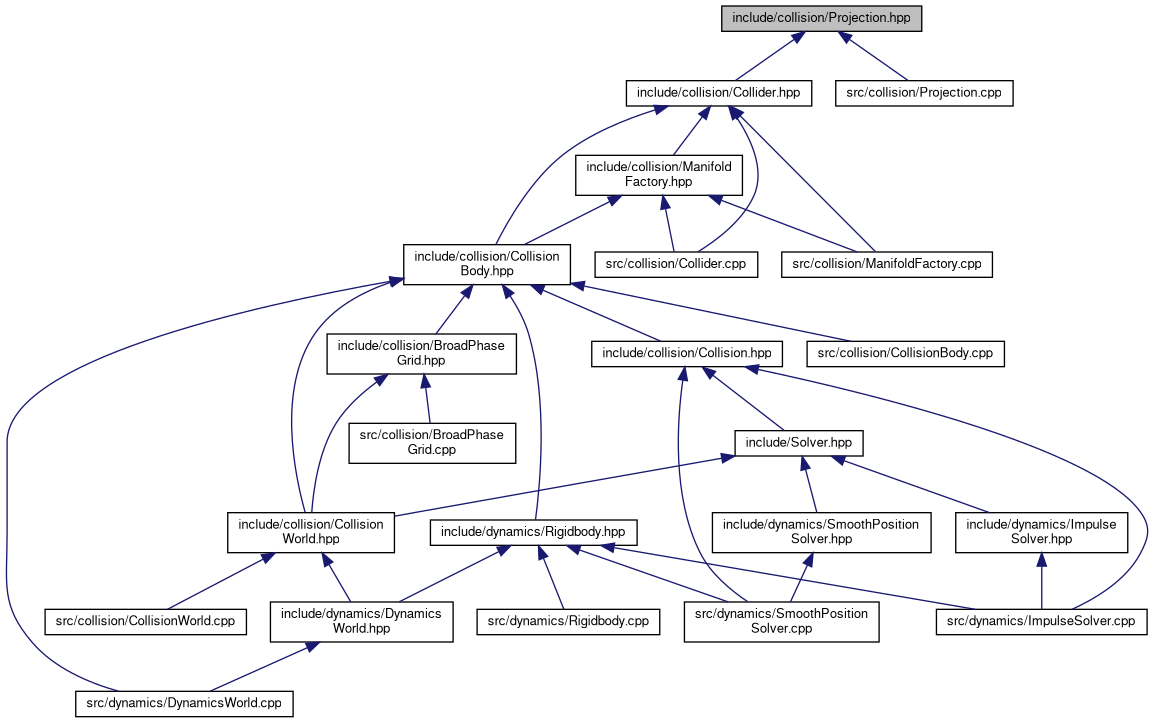 include/collision/Projection.hpp
include/collision/Collider.hpp
src/collision/Projection.cpp
include/collision/Manifold
Factory.hpp
include/collision/Collision
Body.hpp
src/collision/Collider.cpp
src/collision/ManifoldFactory.cpp
include/collision/BroadPhase
Grid.hpp
include/collision/Collision.hpp
src/collision/CollisionBody.cpp
src/collision/BroadPhase
Grid.cpp
include/Solver.hpp
include/collision/Collision
World.hpp
include/dynamics/Rigidbody.hpp
include/dynamics/SmoothPosition
Solver.hpp
include/dynamics/Impulse
Solver.hpp
src/collision/CollisionWorld.cpp
include/dynamics/Dynamics
World.hpp
src/dynamics/Rigidbody.cpp
src/dynamics/SmoothPosition
Solver.cpp
src/dynamics/ImpulseSolver.cpp
src/dynamics/DynamicsWorld.cpp